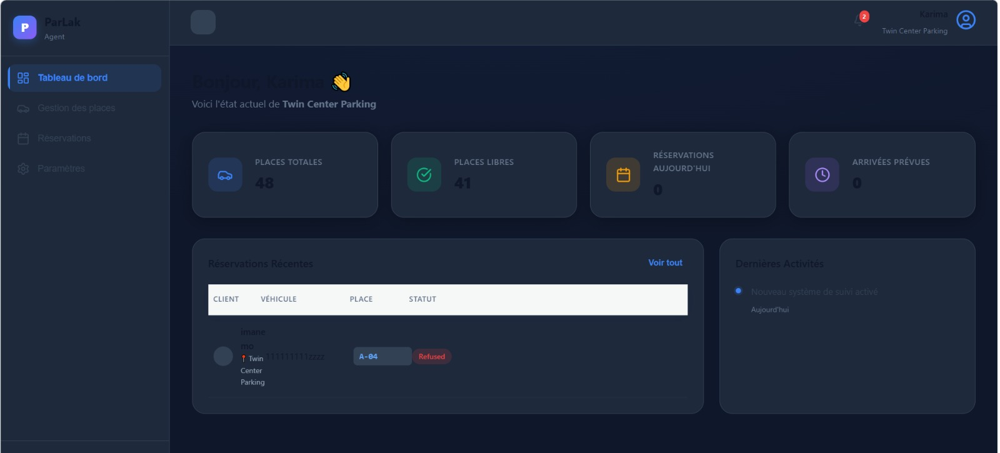 P
ParLak
Agent
2
Karima
Twin Center Parking
Tableau de bord
Gestion des places
Réservations
Paramètres
Bonjour, Karima 👋
Voici l'état actuel de Twin Center Parking
PLACES TOTALES
48
PLACES LIBRES
41
RÉSERVATIONS
AUJOURD'HUI
0
ARRIVÉES PRÉVUES
0
Réservations Récentes
Voir tout
CLIENT VÉHICULE PLACE STATUT
imane
mo
📍 Twin
Center
Parking
111111111zzzz
A-04
Refused
Dernières Activités
Nouveau système de suivi activé
Aujourd'hui